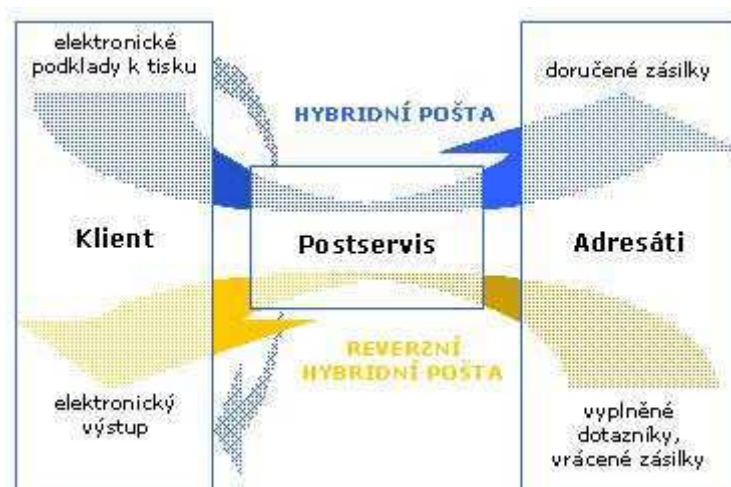 elektronické
podklady k tisku
doručené zásilky
HYBRIDNÍ POŠTA
Klient
Postservis
Adresáti
REVERZNÍ
HYBRIDNÍ POŠTA
elektronický
výstup
vyplněné
dotazníky,
vrácené zásilky